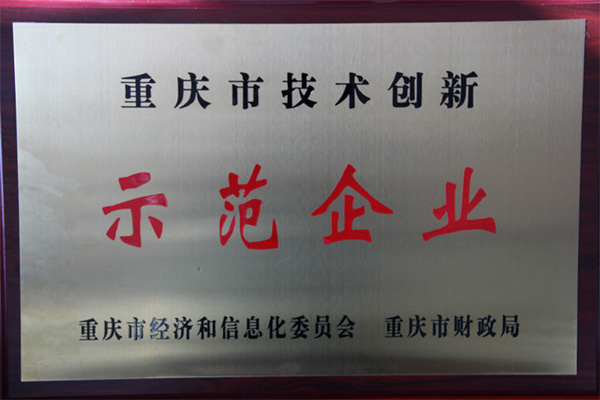 重庆市技术创新
示范企业
重庆市经济和信息化委员会 重庆市财政局